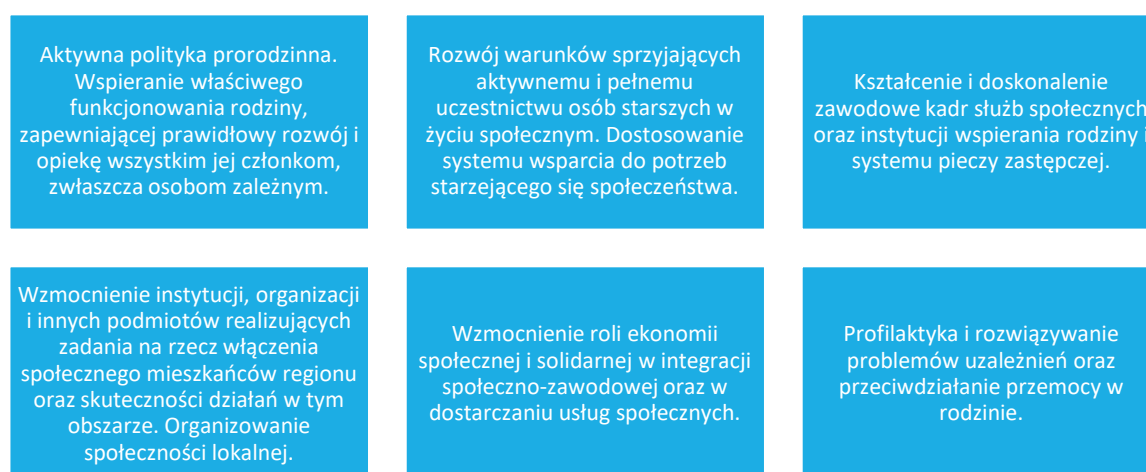 Aktywna polityka prorodzinna.
Wspieranie właściwego
funkcjonowania rodziny,
zapewniającej prawidłowy rozwój i
opiekę wszystkim jej członkom,
zwłaszcza osobom zależnym.
Rozwój warunków sprzyjających
aktywnemu i pełnemu
uczestnictwu osób starszych w
życiu społecznym. Dostosowanie
systemu wsparcia do potrzeb
starzejącego się społeczeństwa.
Kształcenie i doskonalenie
zawodowe kadr służb społecznych
oraz instytucji wspierania rodziny i
systemu pieczy zastępczej.
Wzmocnienie instytucji, organizacji
i innych podmiotów realizujących
zadania na rzecz włączenia
społecznego mieszkańców regionu
oraz skuteczności działań w tym
obszarze. Organizowanie
społeczności lokalnej.
Wzmocnienie roli ekonomii
społecznej i solidarnej w integracji
społeczno-zawodowej oraz w
dostarczaniu usług społecznych.
Profilaktyka i rozwiązywanie
problemów uzależnień oraz
przeciwdziałanie przemocy w
rodzinie.